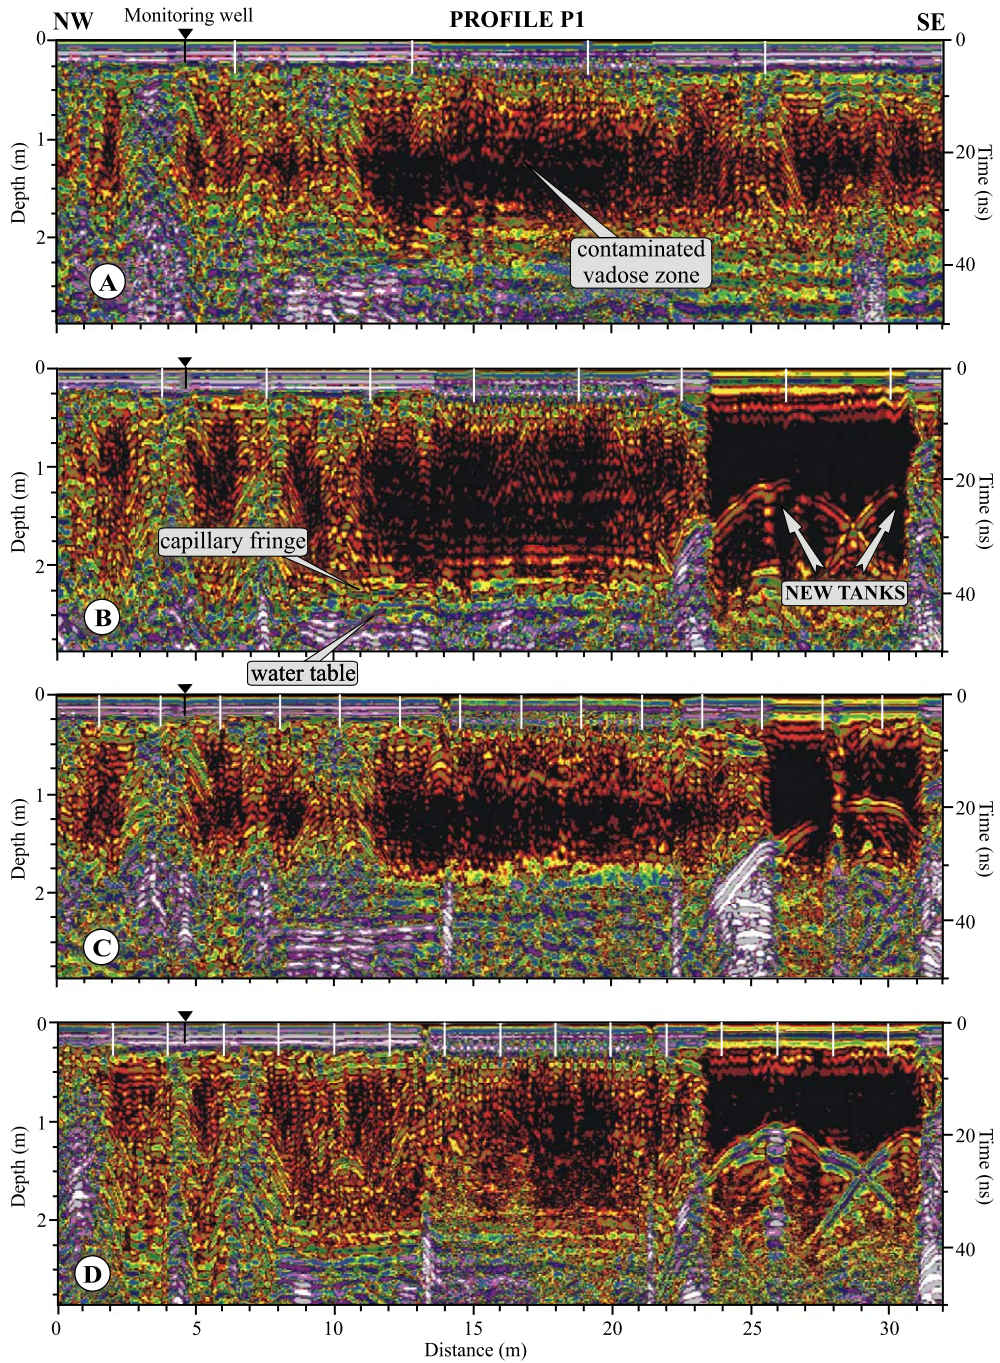 NW
Monitoring well
PROFILE P1
SE
0
1
2
Depth (m)
0
20
40
Time (ns)
contaminated
vadose zone
A
0
1
2
Depth (m)
0
20
40
Time (ns)
capillary fringe
NEW TANKS
B
water table
0
1
2
Depth (m)
0
20
40
Time (ns)
C
0
1
2
Depth (m)
0
20
40
Time (ns)
D
0 5 10 15 20 25 30
Distance (m)